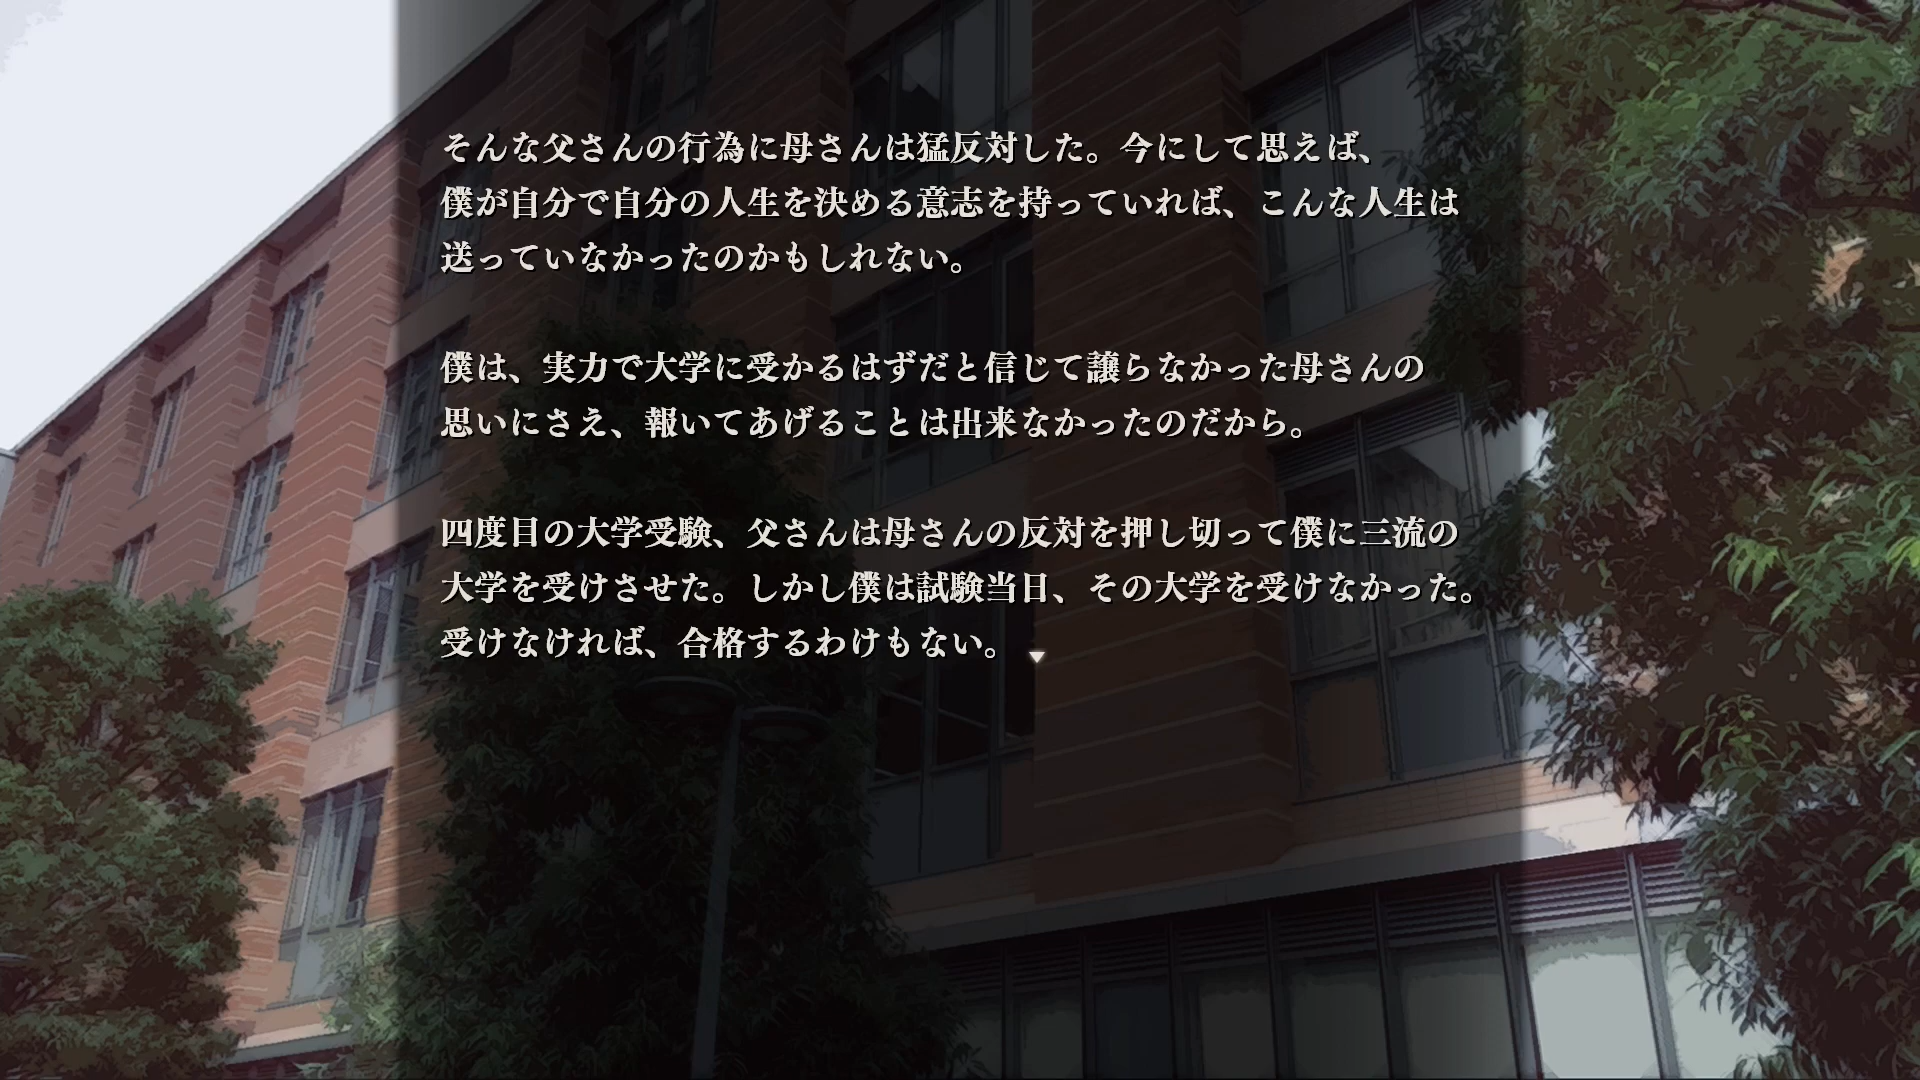 そんな父さんの行為に母さんは猛反対した。今にして思えば、
僕が自分で自分の人生を決める意志を持っていれば、こんな人生は
送っていなかったのかもしれない。
僕は、実力で大学に受かるはずだと信じて譲らなかった母さんの
思いにさえ、報いてあげることは出来なかったのだから。
四度目の大学受験、父さんは母さんの反対を押し切って僕に三流の
大学を受けさせた。しかし僕は試験当日、その大学を受けなかった。
受けなければ、合格するわけもない。